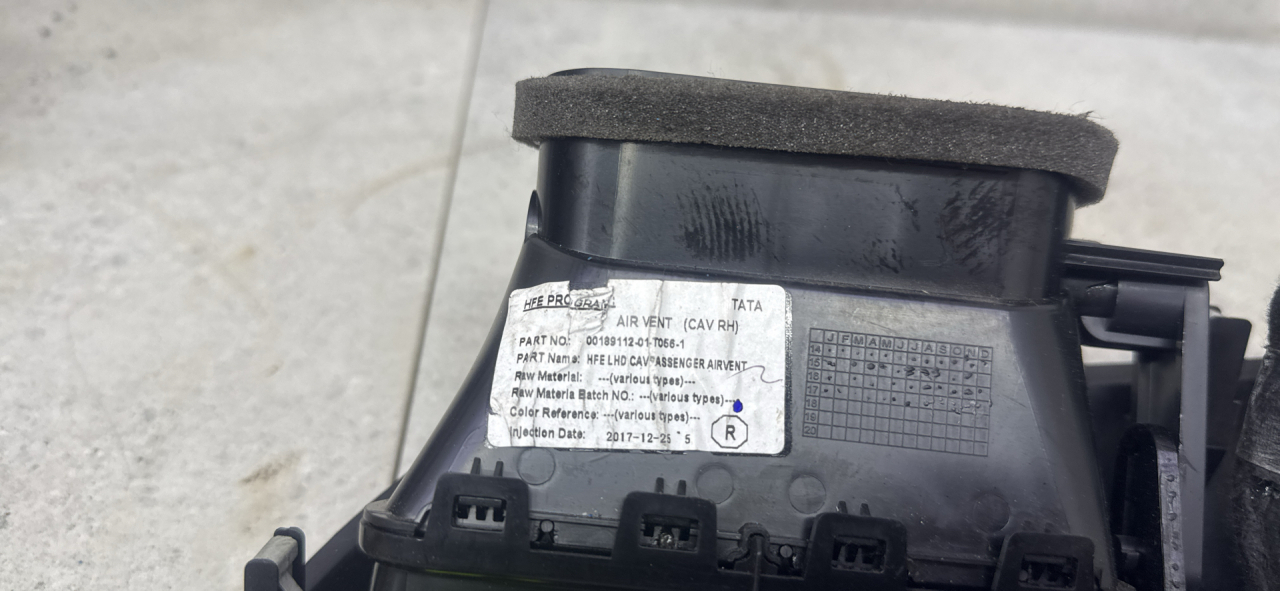 HFE PROGRAM TATA
AIR VENT (CAV RH)
PART NO.: 00189112-01-T056-1
PART Name: HFE LHD CAV PASSENGER AIRVENT
Raw Material: ---(various types)---
Raw Materia Batch NO.: ---(various types)---
Color Reference: ---(various types)---
Injection Date: 2017-12-25 5
R
J F M A M J J A S O N D
14
15
16
17
18
19
20